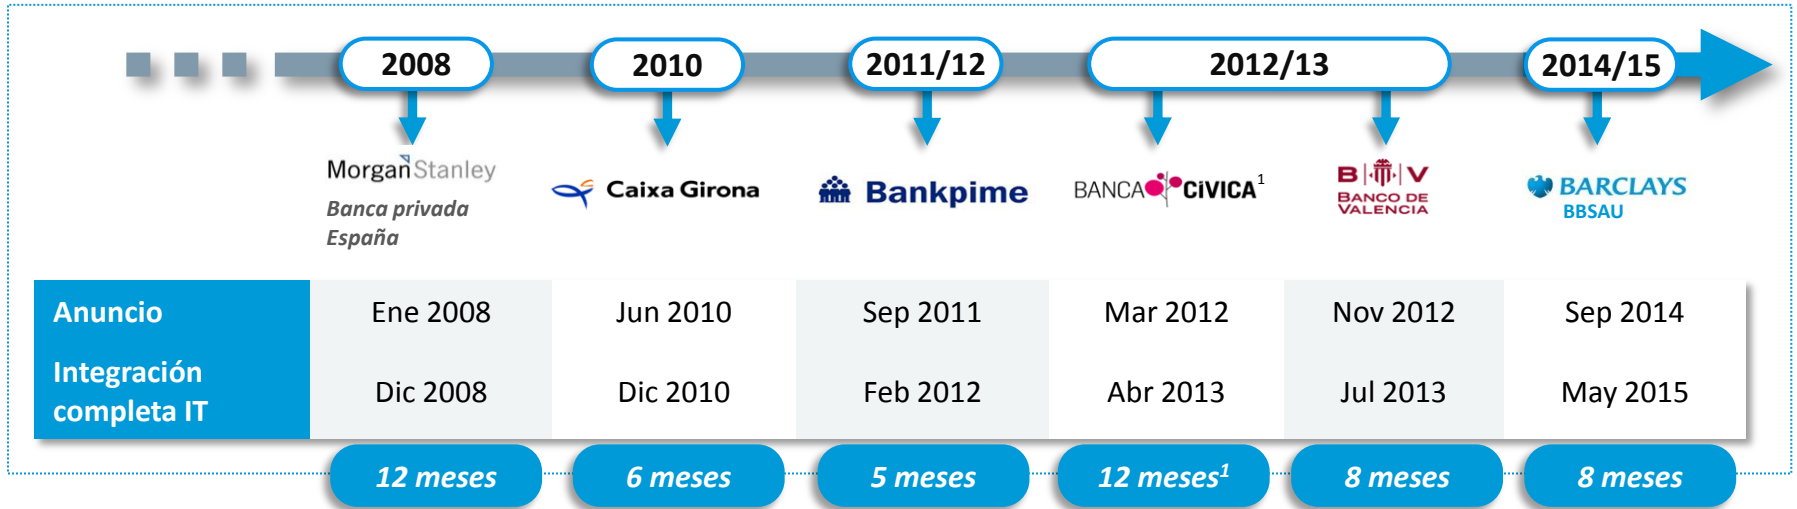 2008
2010
2011/12
2012/13
2014/15
Morgan Stanley
Banca privada
España
Caixa Girona
Bankpime
BANCA CÍVICA¹
B V
BANCO DE
VALENCIA
BARCLAYS
BBSAU
Anuncio
Ene 2008
Jun 2010
Sep 2011
Mar 2012
Nov 2012
Sep 2014
Integración
completa IT
Dic 2008
Dic 2010
Feb 2012
Abr 2013
Jul 2013
May 2015
12 meses
6 meses
5 meses
12 meses¹
8 meses
8 meses